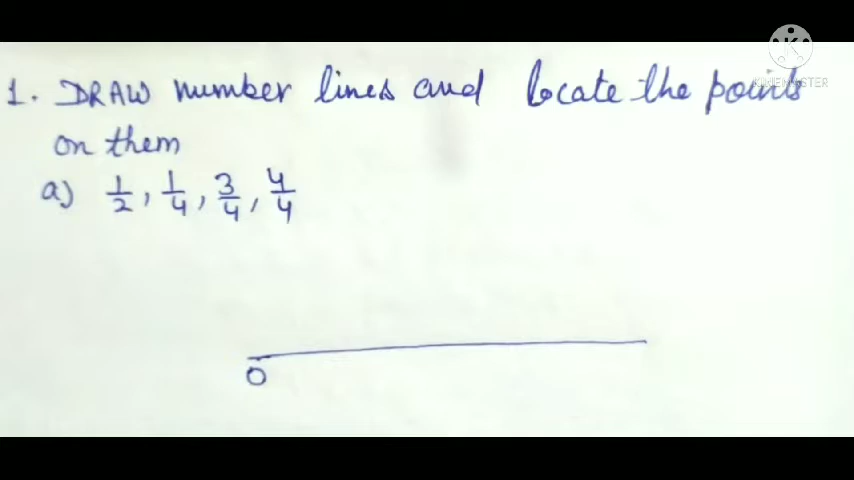 KINEMASTER
1. DRAW number lines and locate the points
on them
a) 1/2, 1/4, 3/4, 4/4
0